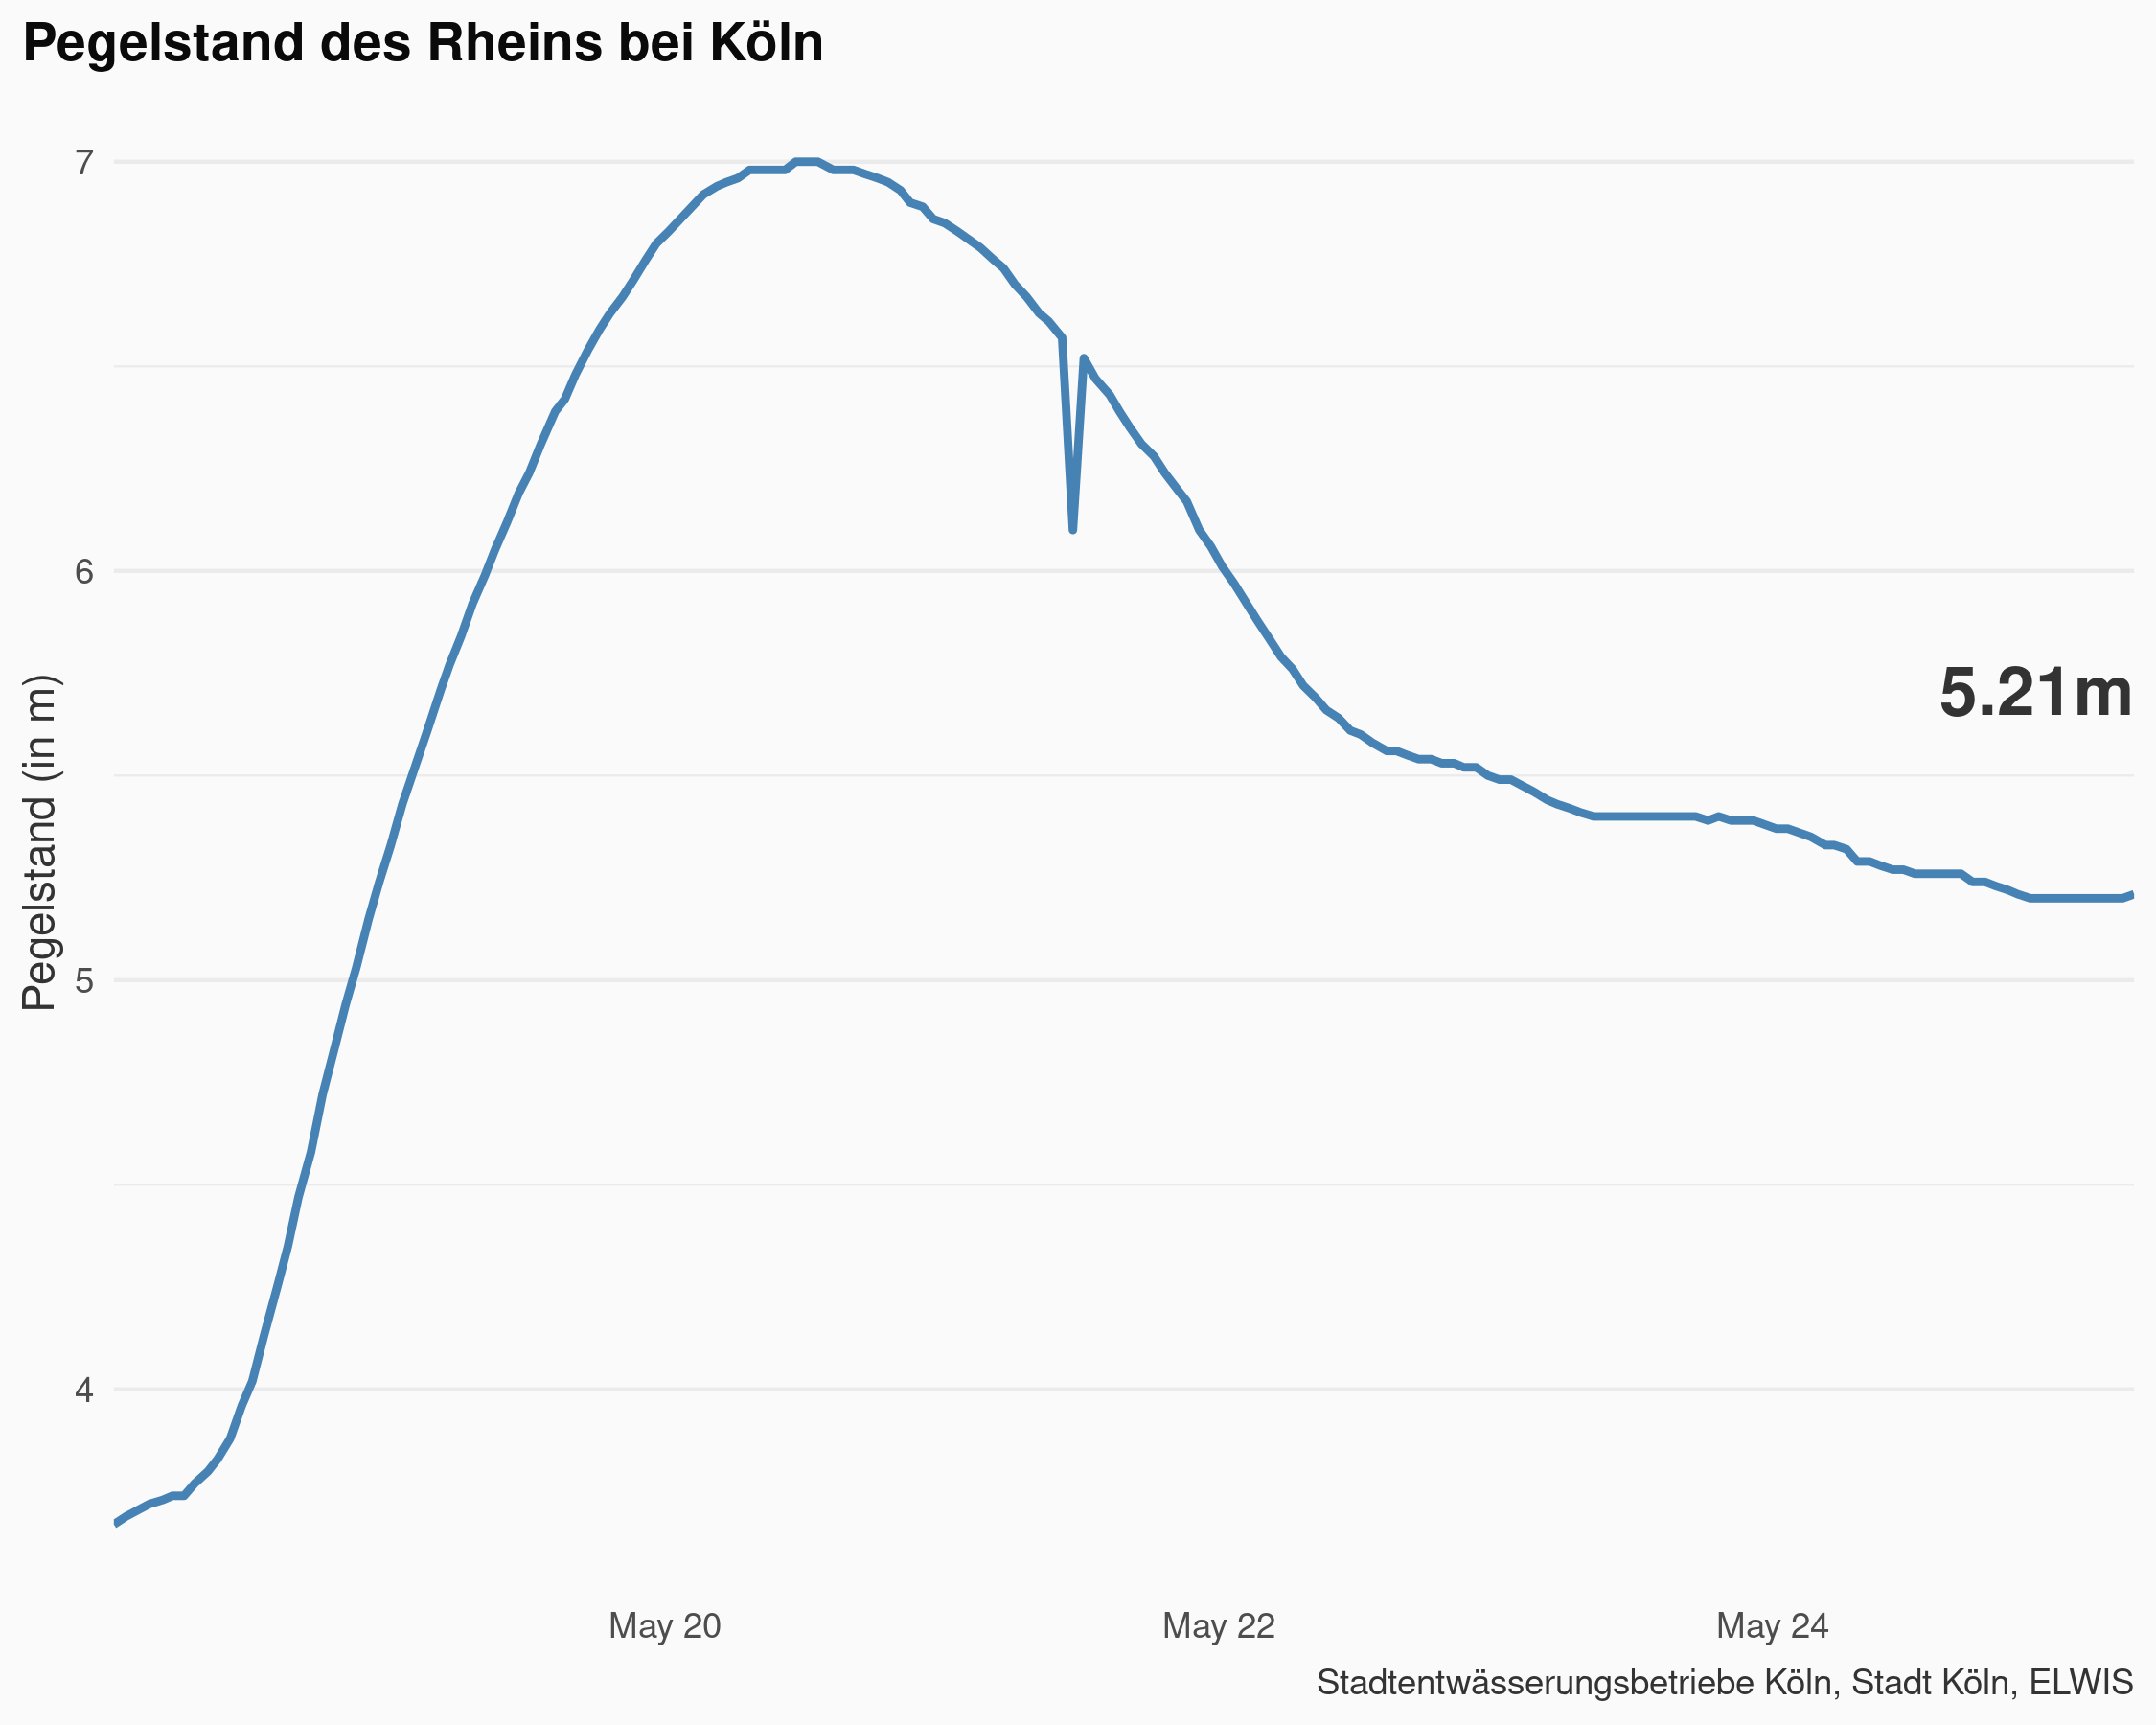 Pegelstand des Rheins bei Köln
Pegelstand (in m)
7
6
5
4
5.21m
May 20
May 22
May 24
Stadtentwässerungsbetriebe Köln, Stadt Köln, ELWIS